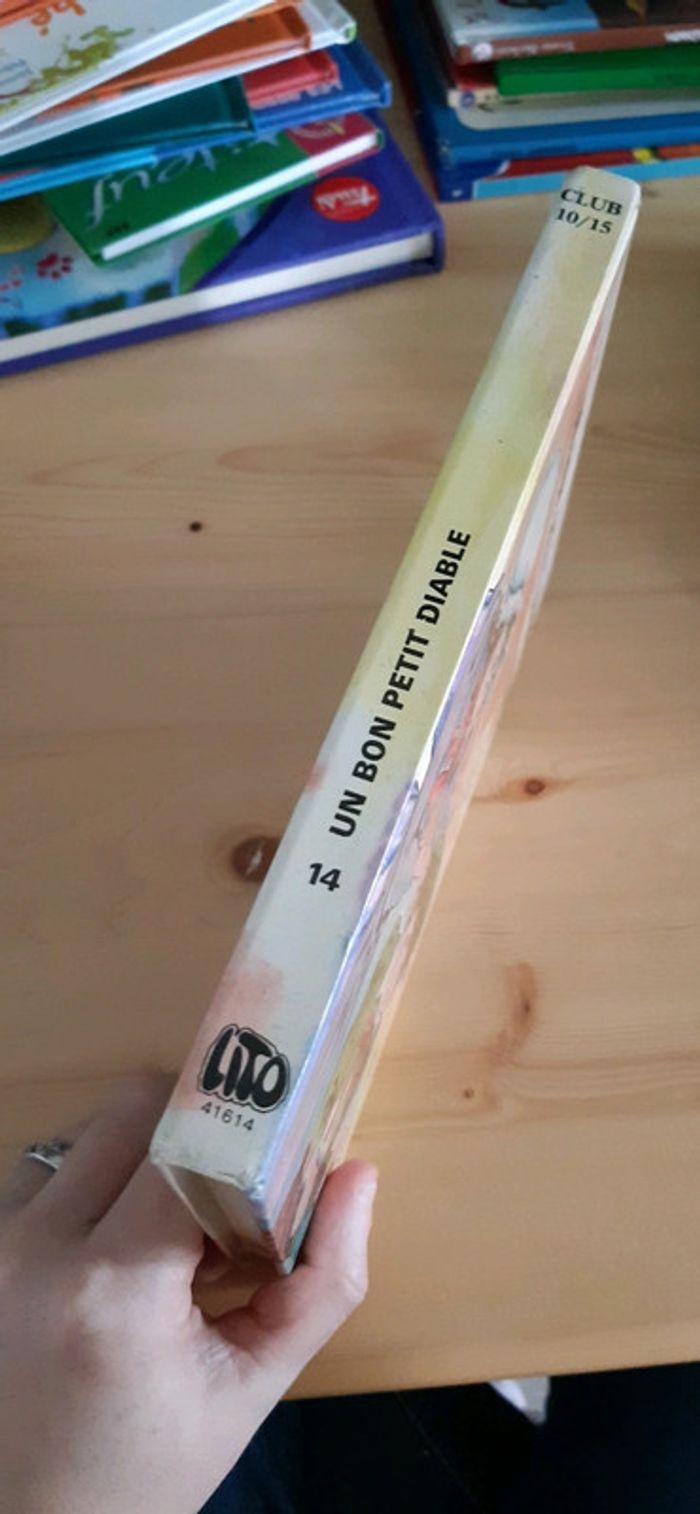 CLUB
10/15
14 UN BON PETIT DIABLE
LITO
41614